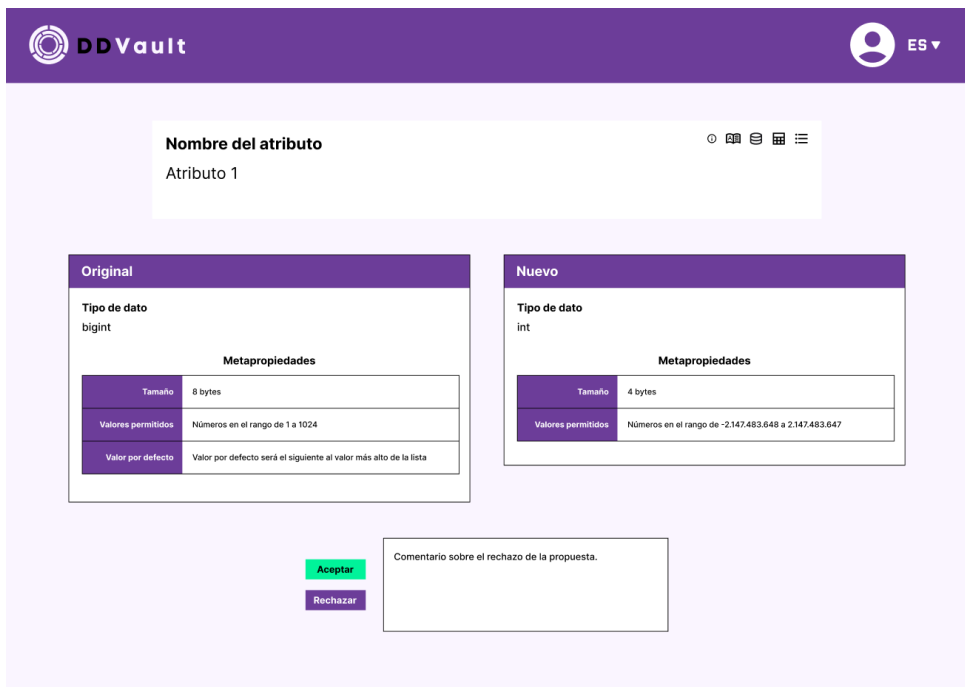 DDVault
ES ▼
Nombre del atributo
Atributo 1
Original
Tipo de dato
bigint
Metapropiedades
Tamaño 8 bytes
Valores permitidos Números en el rango de 1 a 1024
Valor por defecto Valor por defecto será el siguiente al valor más alto de la lista
Nuevo
Tipo de dato
int
Metapropiedades
Tamaño 4 bytes
Valores permitidos Números en el rango de -2.147.483.648 a 2.147.483.647
Aceptar
Rechazar
Comentario sobre el rechazo de la propuesta.